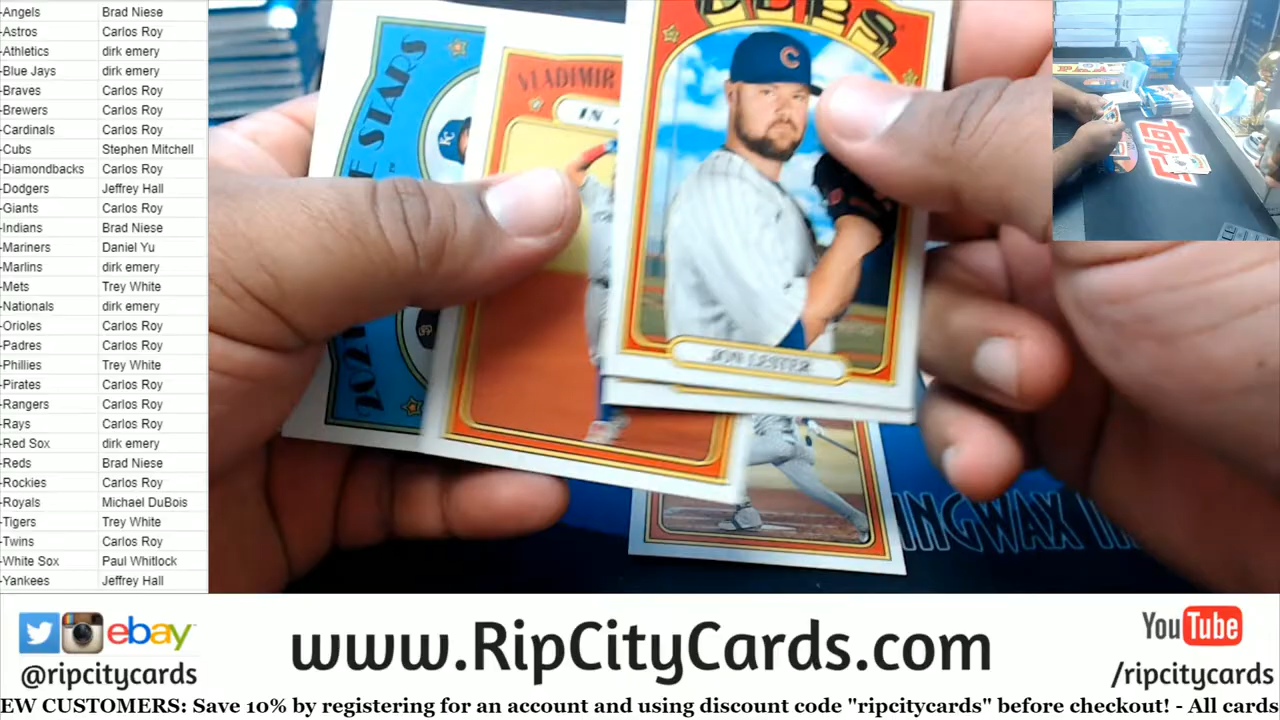 -Angels Brad Niese
-Astros Carlos Roy
-Athletics dirk emery
-Blue Jays dirk emery
-Braves Carlos Roy
-Brewers Carlos Roy
-Cardinals Carlos Roy
-Cubs Stephen Mitchell
-Diamondbacks Carlos Roy
-Dodgers Jeffrey Hall
-Giants Carlos Roy
-Indians Brad Niese
-Mariners Daniel Yu
-Marlins dirk emery
-Mets Trey White
-Nationals dirk emery
-Orioles Carlos Roy
-Padres Carlos Roy
-Phillies Trey White
-Pirates Carlos Roy
-Rangers Carlos Roy
-Rays Carlos Roy
-Red Sox dirk emery
-Reds Brad Niese
-Rockies Carlos Roy
-Royals Michael DuBois
-Tigers Trey White
-Twins Carlos Roy
-White Sox Paul Whitlock
-Yankees Jeffrey Hall
CUBS
C
JON LESTER
VLADIMIR
IN
STARS
KC
INGWAX
ebay
@ripcitycards
www.RipCityCards.com
YouTube
/ripcitycards
EW CUSTOMERS: Save 10% by registering for an account and using discount code "ripcitycards" before checkout! - All cards